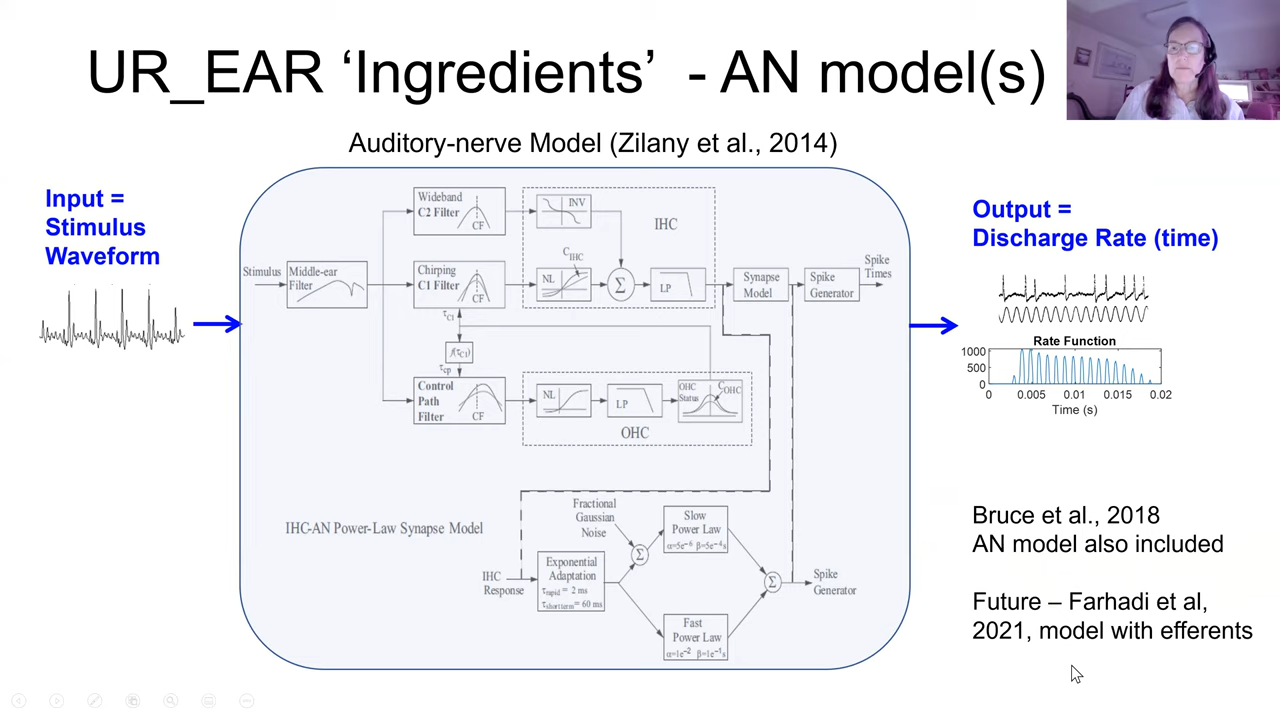 UR_EAR ‘Ingredients’ - AN model(s)
Auditory-nerve Model (Zilany et al., 2014)
Input =
Stimulus
Waveform
Stimulus
Middle-ear
Filter
Wideband
C2 Filter
CF
INV
IHC
Chirping
C1 Filter
CF
NL
C_IHC
Σ
LP
Synapse
Model
Spike
Generator
Spike
Times
τ_C1
f(τ_C1)
τ_cp
Control
Path
Filter
CF
NL
LP
OHC
Status
C_OHC
OHC
IHC-AN Power-Law Synapse Model
IHC
Response
Exponential
Adaptation
τ_rapid = 2 ms
τ_short term = 60 ms
Fractional
Gaussian
Noise
Σ
Slow
Power Law
α=5e⁻⁶ β=5e⁻⁴s
Fast
Power Law
α=1e⁻² β=1e⁻¹s
Σ
Spike
Generator
Output =
Discharge Rate (time)
Rate Function
1000
500
0
0 0.005 0.01 0.015 0.02
Time (s)
Bruce et al., 2018
AN model also included
Future – Farhadi et al,
2021, model with efferents